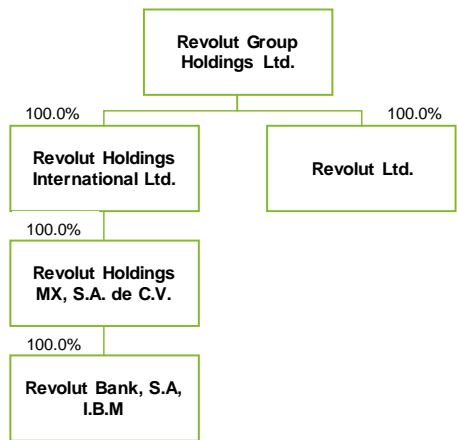 Revolut Group
Holdings Ltd.
100.0%
100.0%
Revolut Holdings
International Ltd.
Revolut Ltd.
100.0%
Revolut Holdings
MX, S.A. de C.V.
100.0%
Revolut Bank, S.A,
I.B.M